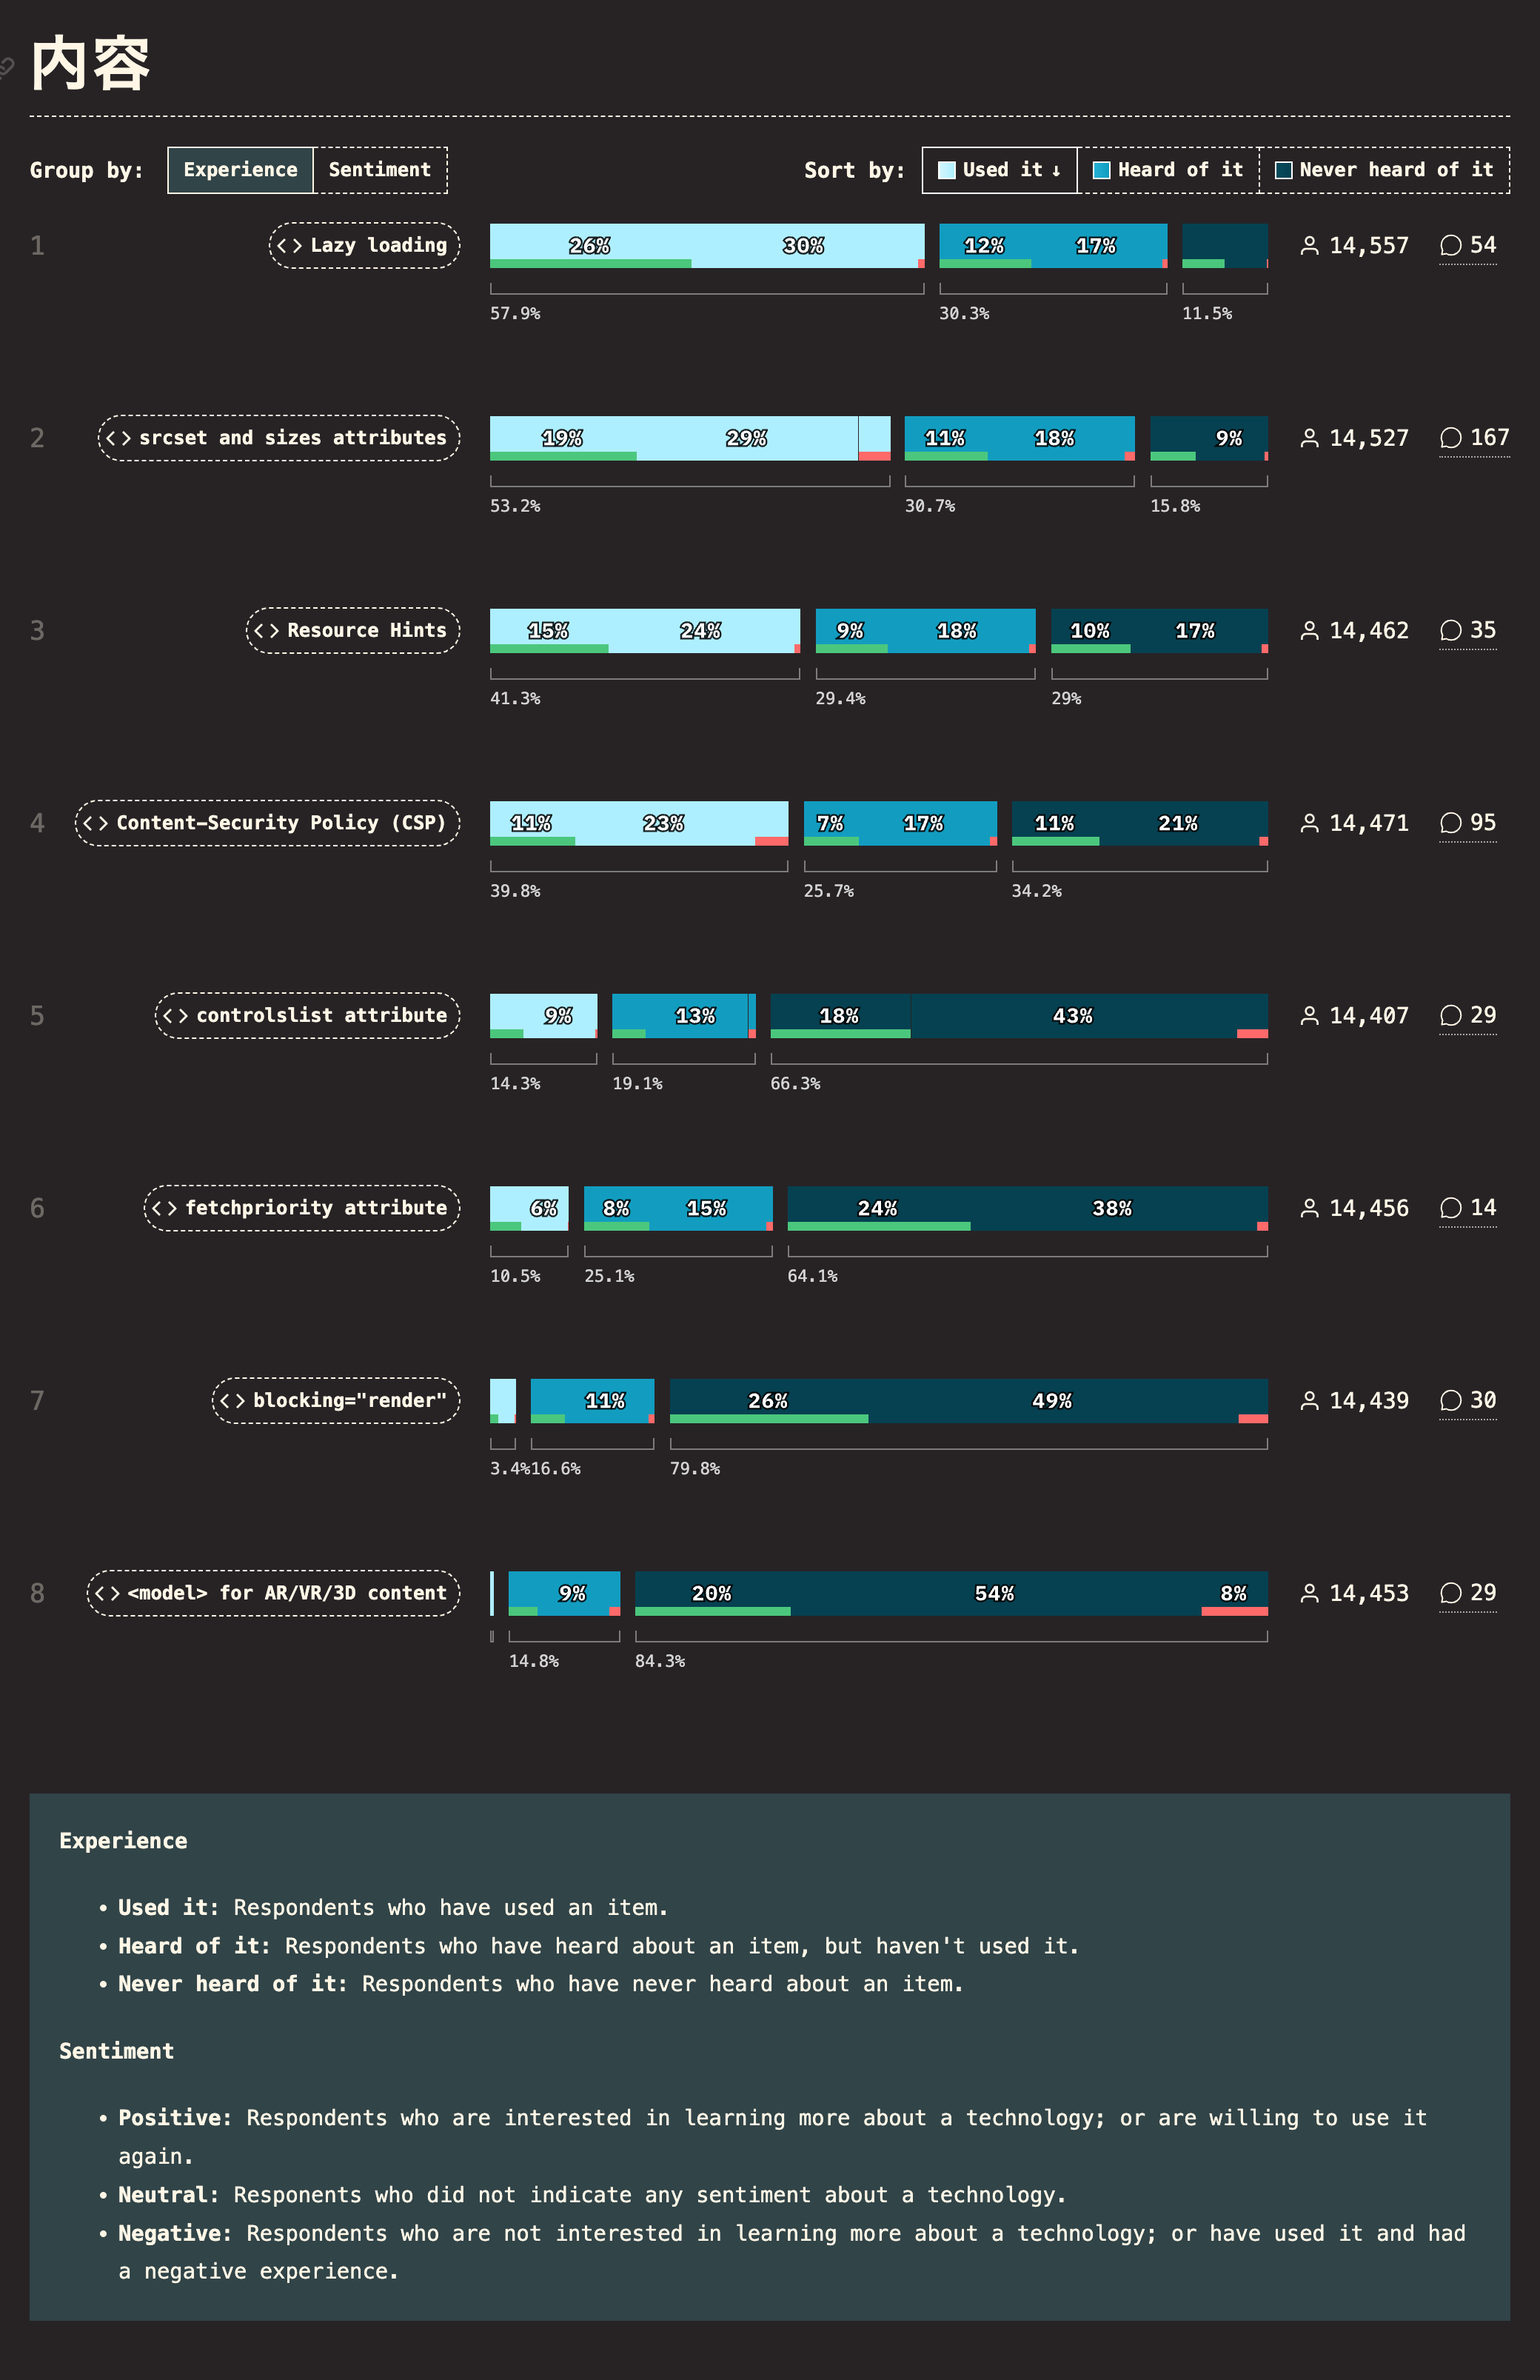 内容
Group by: Experience Sentiment Sort by: Used it ↓ Heard of it Never heard of it
1 <> Lazy loading 26% 30% 12% 17% 14,557 54
57.9% 30.3% 11.5%
2 <> srcset and sizes attributes 19% 29% 11% 18% 9% 14,527 167
53.2% 30.7% 15.8%
3 <> Resource Hints 15% 24% 9% 18% 10% 17% 14,462 35
41.3% 29.4% 29%
4 <> Content-Security Policy (CSP) 11% 23% 7% 17% 11% 21% 14,471 95
39.8% 25.7% 34.2%
5 <> controlslist attribute 9% 13% 18% 43% 14,407 29
14.3% 19.1% 66.3%
6 <> fetchpriority attribute 6% 8% 15% 24% 38% 14,456 14
10.5% 25.1% 64.1%
7 <> blocking="render" 11% 26% 49% 14,439 30
3.4% 16.6% 79.8%
8 <> <model> for AR/VR/3D content 9% 20% 54% 8% 14,453 29
14.8% 84.3%
Experience
• Used it: Respondents who have used an item.
• Heard of it: Respondents who have heard about an item, but haven't used it.
• Never heard of it: Respondents who have never heard about an item.
Sentiment
• Positive: Respondents who are interested in learning more about a technology; or are willing to use it
again.
• Neutral: Responents who did not indicate any sentiment about a technology.
• Negative: Respondents who are not interested in learning more about a technology; or have used it and had
a negative experience.